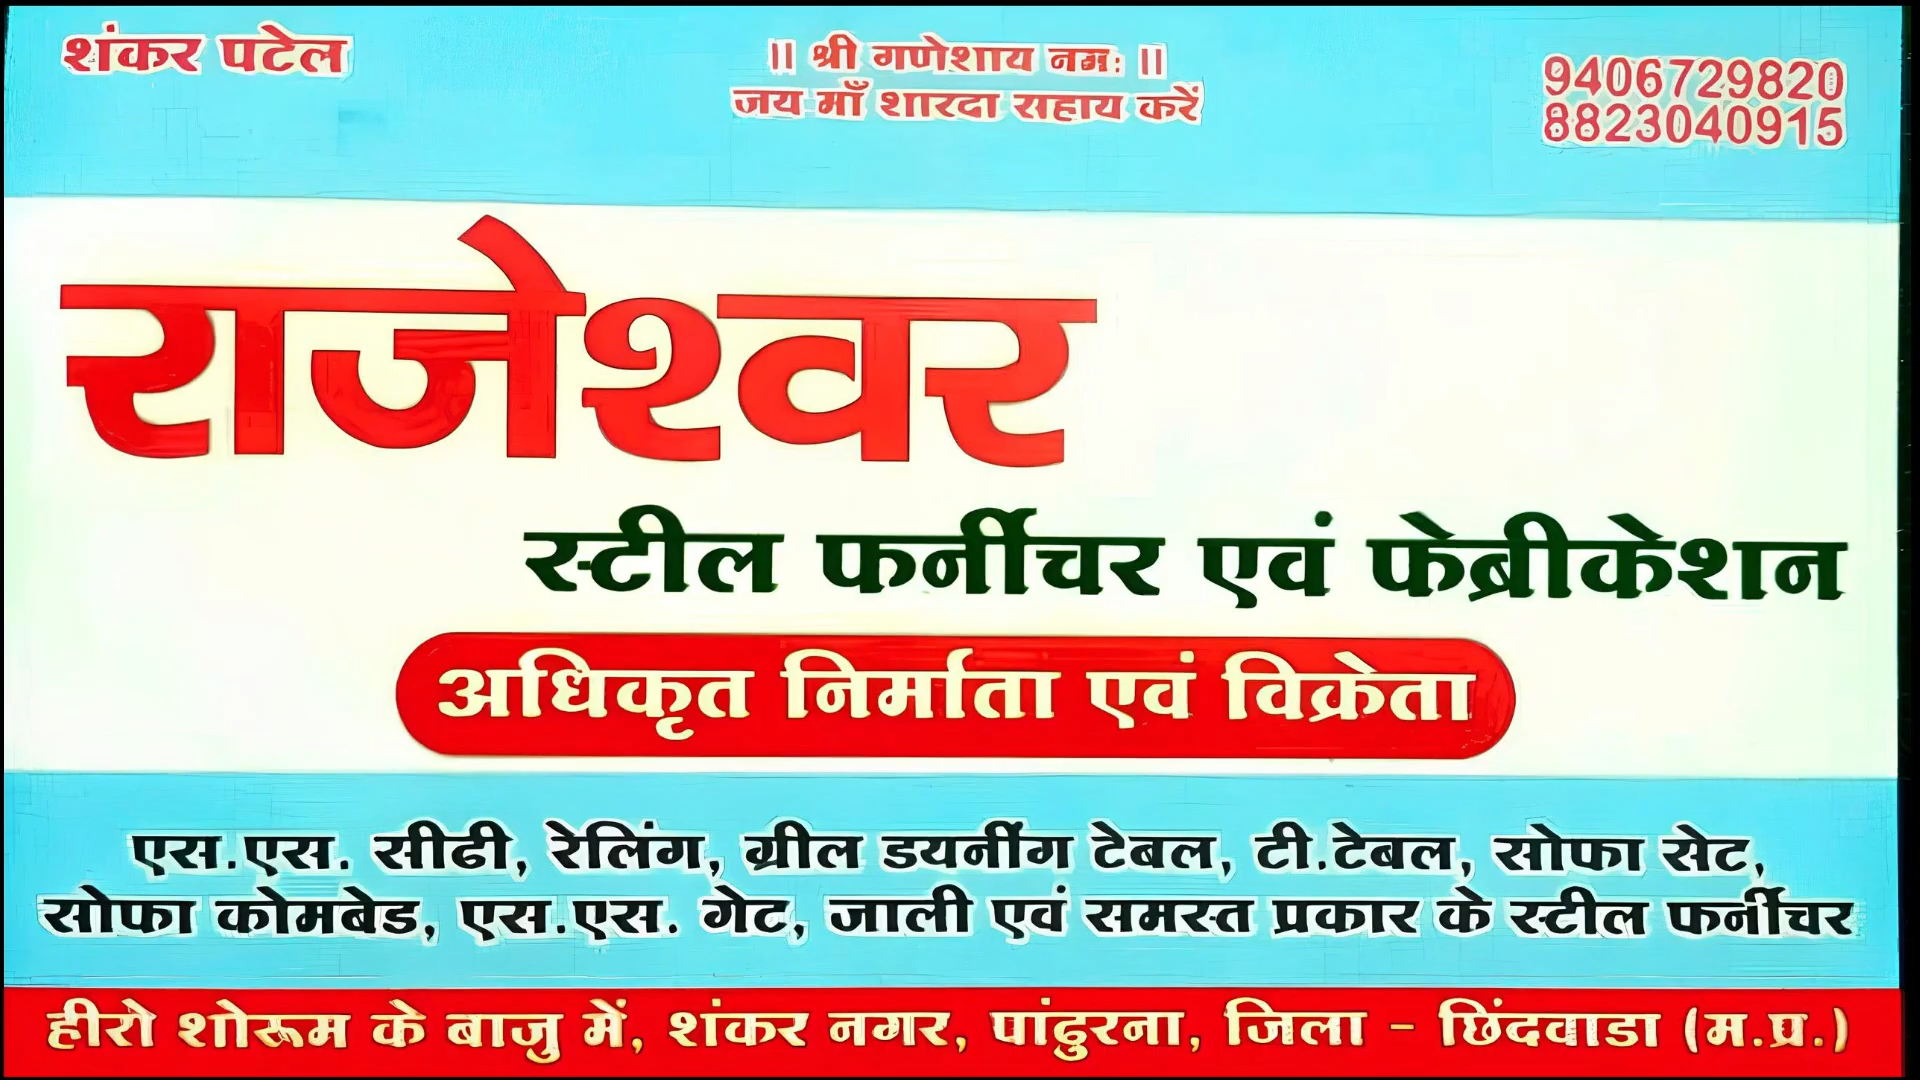 शंकर पटेल
।। श्री गणेशाय नमः ।।
जय माँ शारदा सहाय करें
9406729820
8823040915
राजेश्वर
स्टील फर्नीचर एवं फेब्रीकेशन
अधिकृत निर्माता एवं विक्रेता
एस.एस. सीढी, रेलिंग, ग्रील डयनींग टेबल, टी.टेबल, सोफा सेट,
सोफा कोमबेड, एस.एस. गेट, जाली एवं समस्त प्रकार के स्टील फर्नीचर
हीरो शोरूम के बाजु में, शंकर नगर, पांढुरना, जिला - छिंदवाडा (म.प्र.)